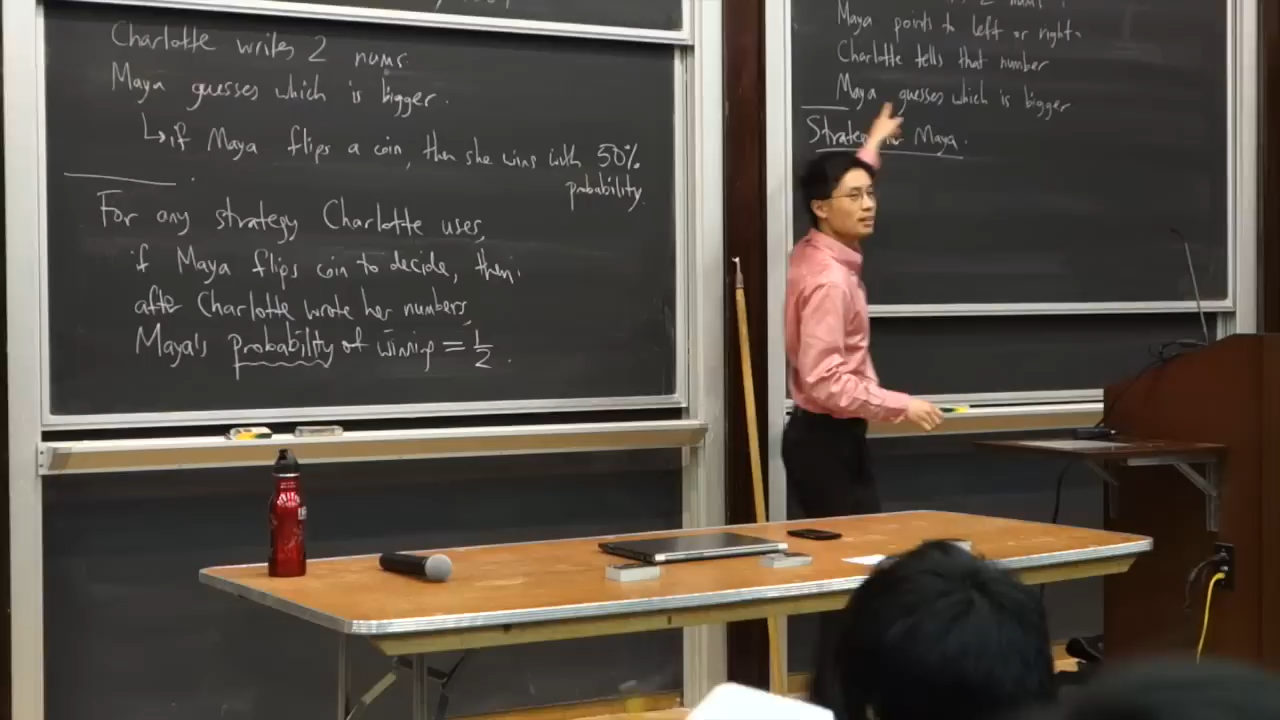 Charlotte writes 2 nums.
Maya guesses which is bigger.
↳ if Maya flips a coin, then she wins with 50%
probability.
For any strategy Charlotte uses,
if Maya flips coin to decide, then
after Charlotte wrote her numbers,
Maya's probability of winning = 1/2.
2 nums
Maya points to left or right.
Charlotte tells that number
Maya guesses which is bigger
Maya.